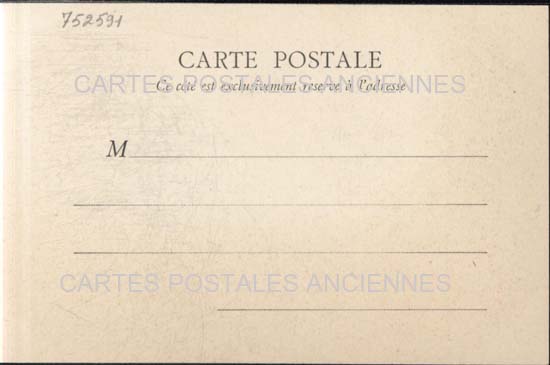 752591
CARTE POSTALE
CARTES POSTALES ANCIENNES
Ce côté est exclusivement réservé à l'adresse
M
CARTES POSTALES ANCIENNES